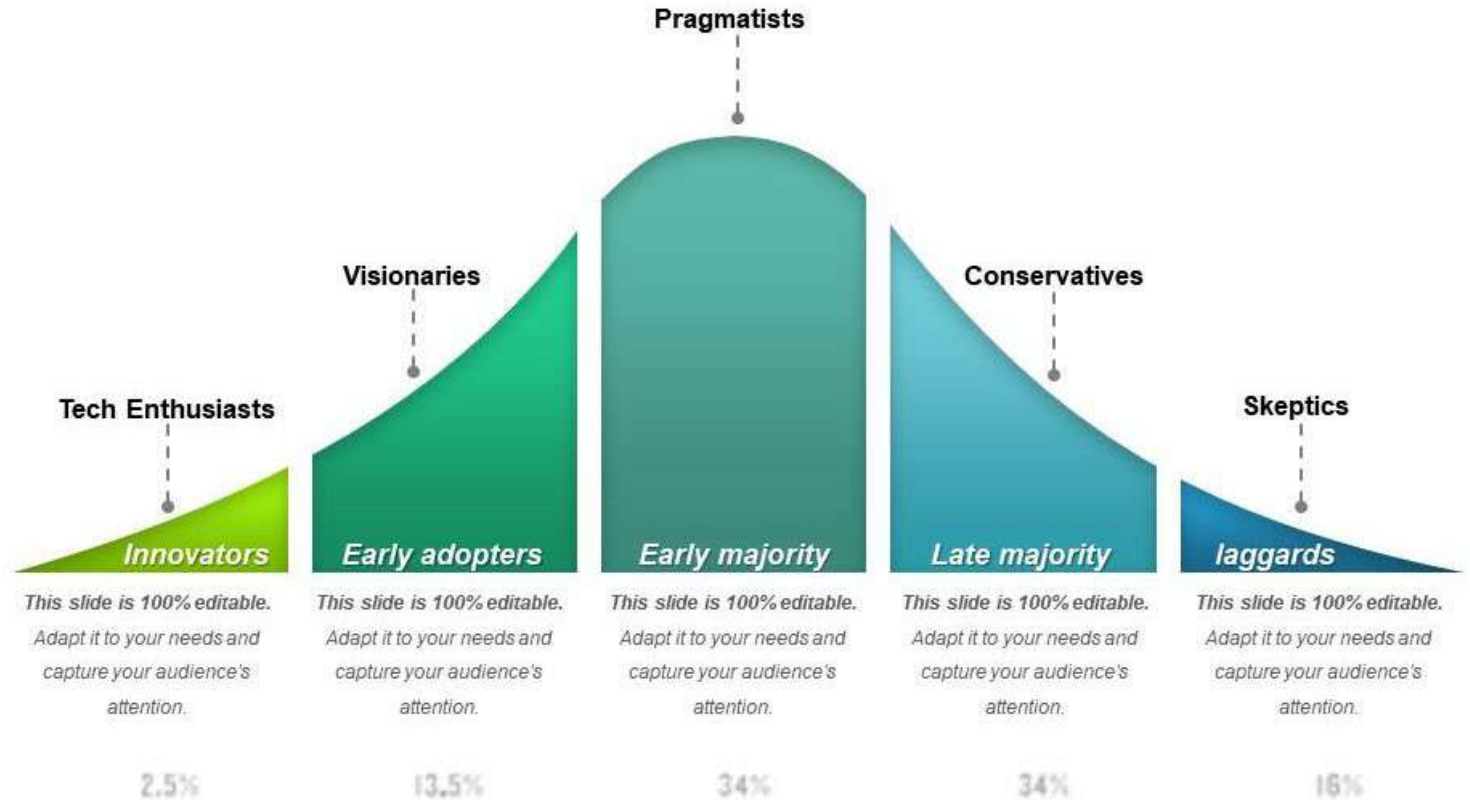 Pragmatists
Visionaries
Conservatives
Tech Enthusiasts
Skeptics
Innovators
Early adopters
Early majority
Late majority
laggards
This slide is 100% editable.
Adapt it to your needs and
capture your audience's
attention.
This slide is 100% editable.
Adapt it to your needs and
capture your audience's
attention.
This slide is 100% editable.
Adapt it to your needs and
capture your audience's
attention.
This slide is 100% editable.
Adapt it to your needs and
capture your audience's
attention.
This slide is 100% editable.
Adapt it to your needs and
capture your audience's
attention.
2.5%
13.5%
34%
34%
16%